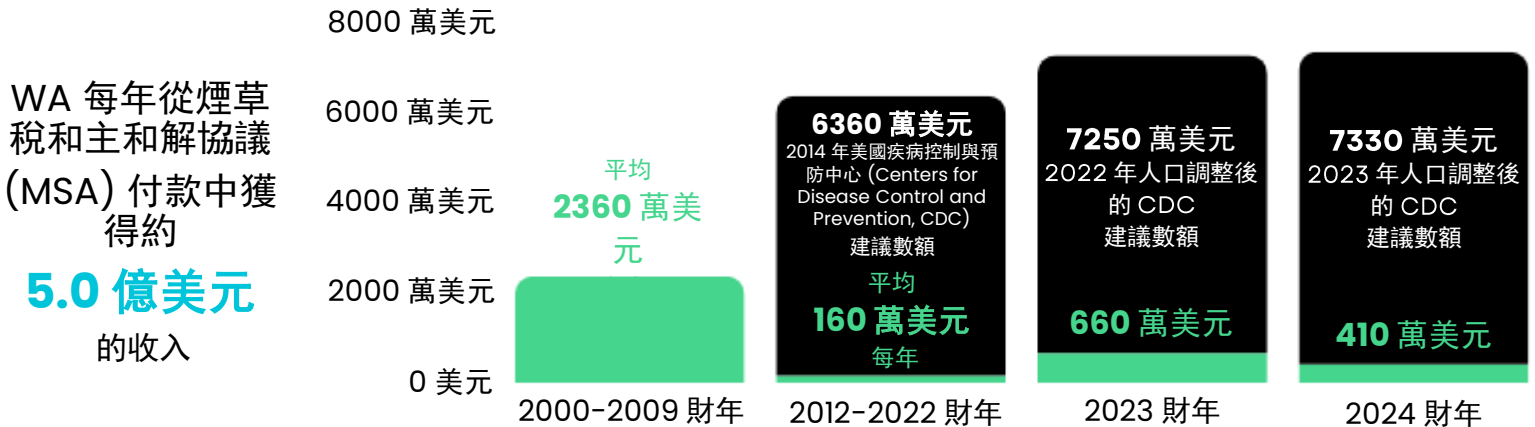 WA 每年從煙草
稅和主和解協議
(MSA) 付款中獲
得約
5.0 億美元
的收入
8000 萬美元
6000 萬美元
4000 萬美元
2000 萬美元
0 美元
平均
2360 萬美
元
2000-2009 財年
6360 萬美元
2014 年美國疾病控制與預
防中心 (Centers for
Disease Control and
Prevention, CDC)
建議數額
平均
160 萬美元
每年
2012-2022 財年
7250 萬美元
2022 年人口調整後
的 CDC
建議數額
660 萬美元
2023 財年
7330 萬美元
2023 年人口調整後
的 CDC
建議數額
410 萬美元
2024 財年